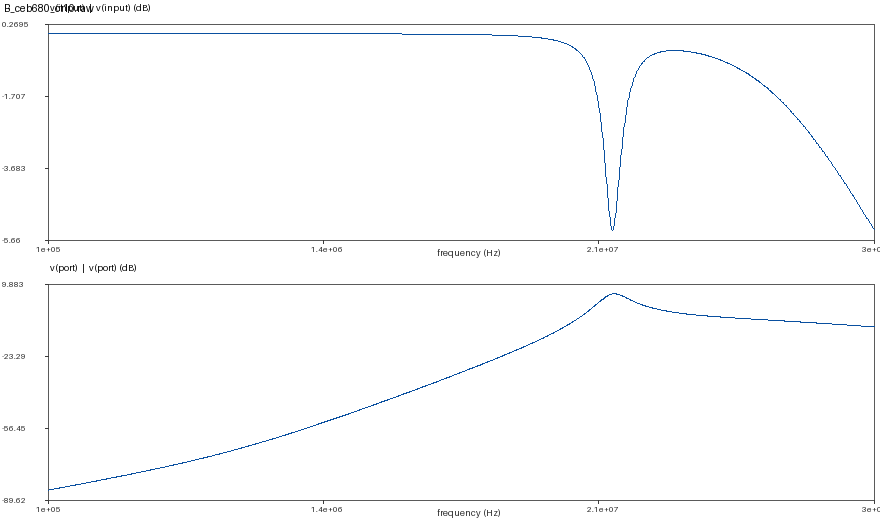 v(input) (dB)
0.2695
-1.707
-3.683
-5.66
1e+05
1.4e+06
2.1e+07
3e+0
frequency (Hz)
v(port) | v(port) (dB)
9.883
-23.29
-56.45
-89.62
1e+05
1.4e+06
2.1e+07
3e+0
frequency (Hz)